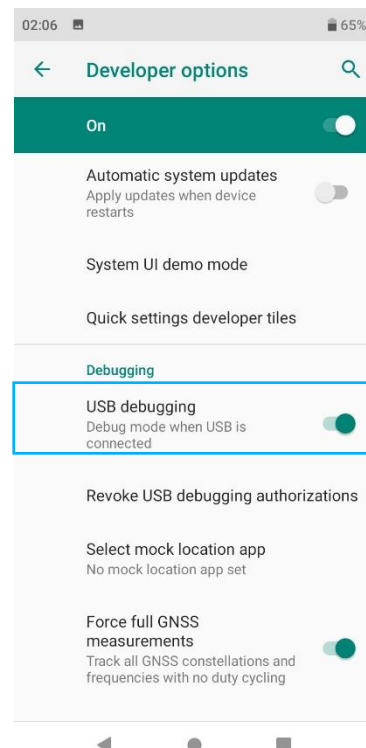 02:06 65%
Developer options
On
Automatic system updates
Apply updates when device
restarts
System UI demo mode
Quick settings developer tiles
Debugging
USB debugging
Debug mode when USB is
connected
Revoke USB debugging authorizations
Select mock location app
No mock location app set
Force full GNSS
measurements
Track all GNSS constellations and
frequencies with no duty cycling